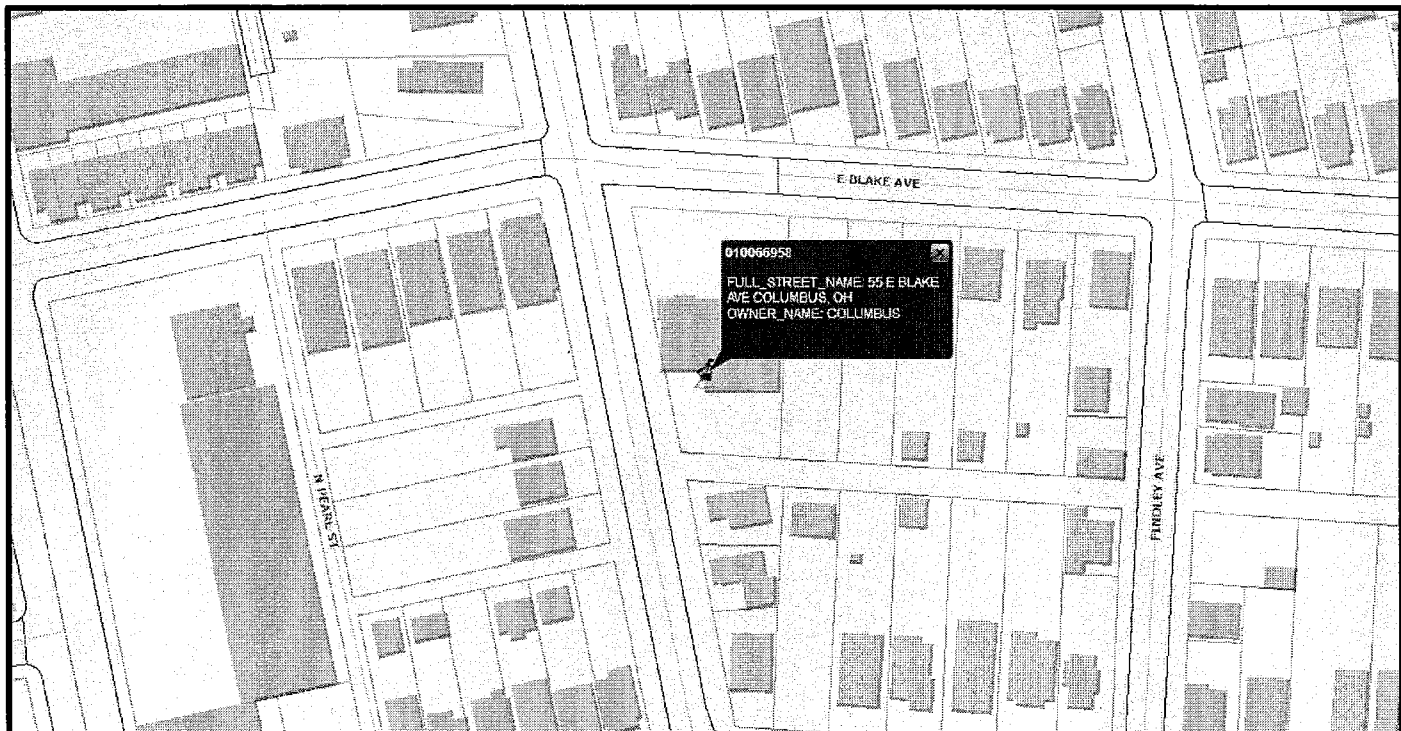 E BLAKE AVE
010066958
FULL_STREET_NAME: 55 E BLAKE
AVE COLUMBUS, OH
OWNER_NAME: COLUMBUS
N PEARL ST
FINDLEY AVE